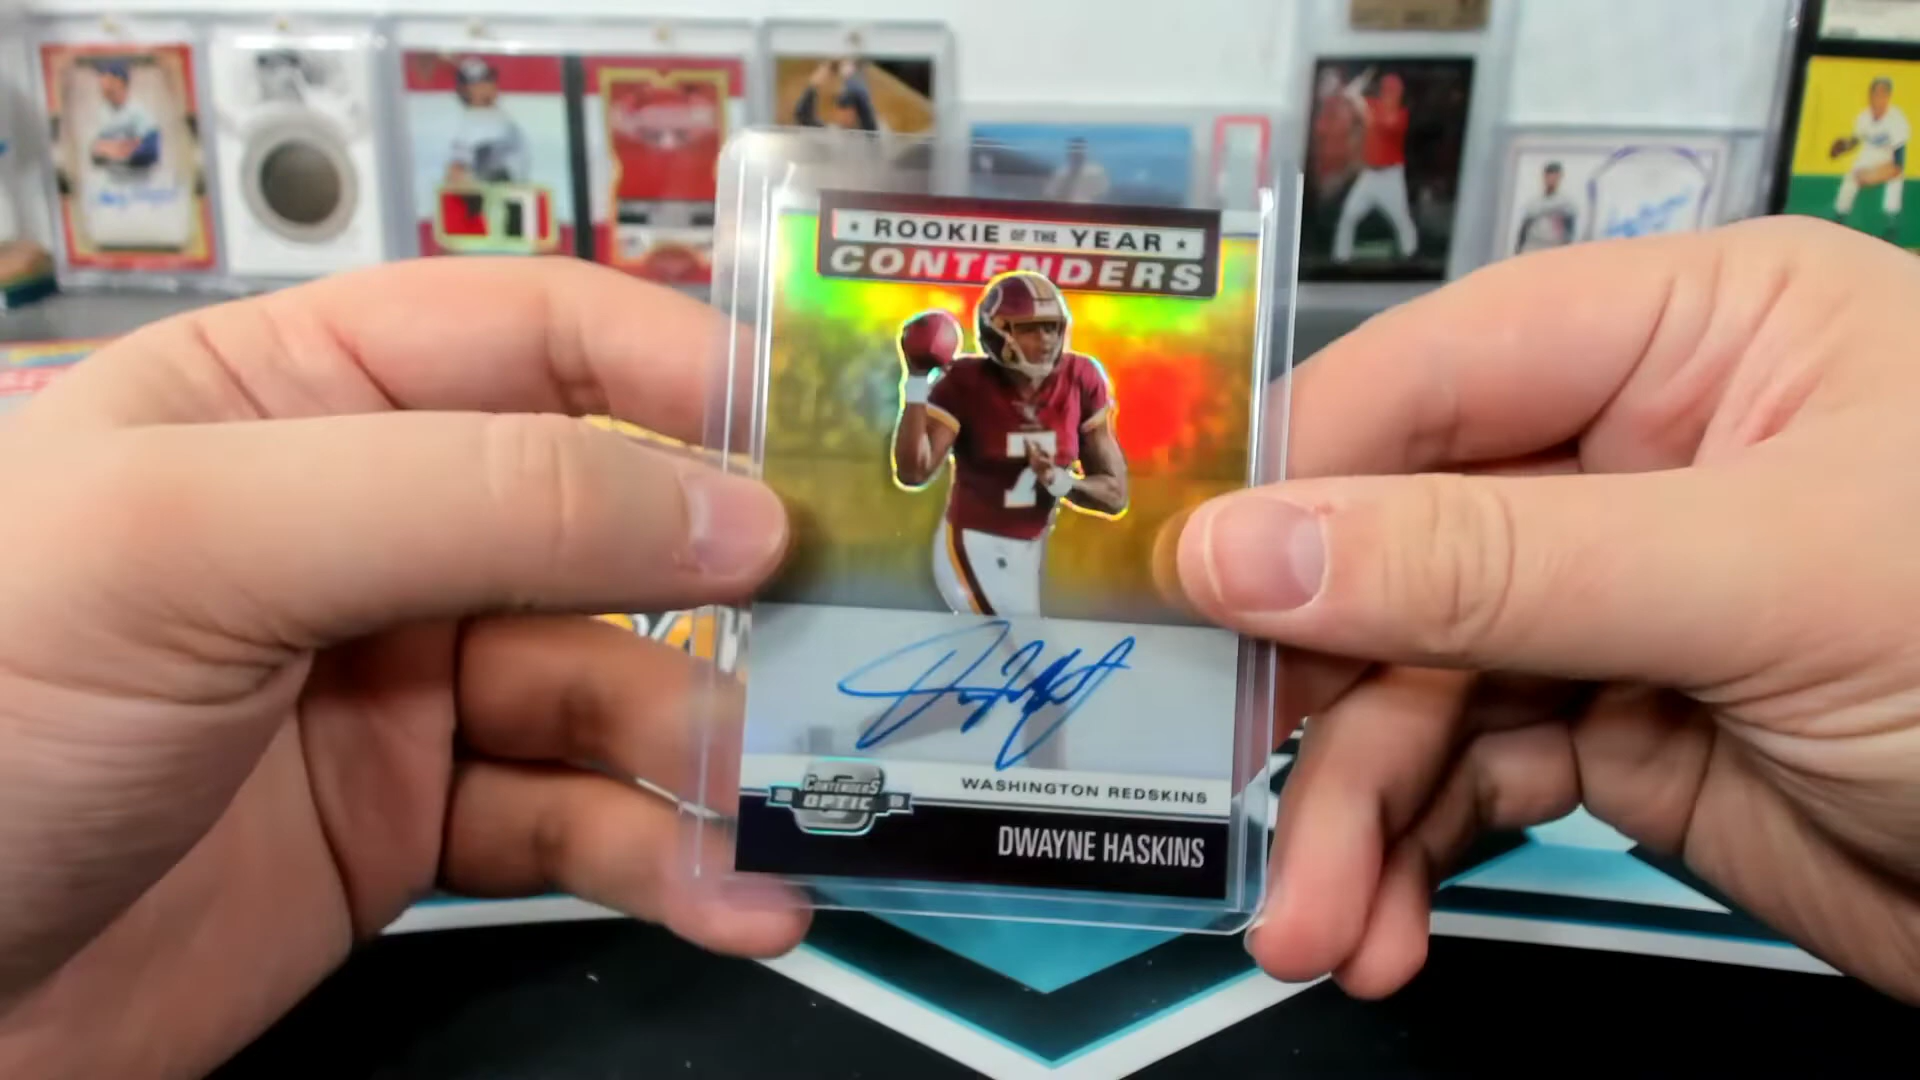 ★ ROOKIE OF THE YEAR ★
CONTENDERS
7
CONTENDERS
OPTIC
WASHINGTON REDSKINS
DWAYNE HASKINS